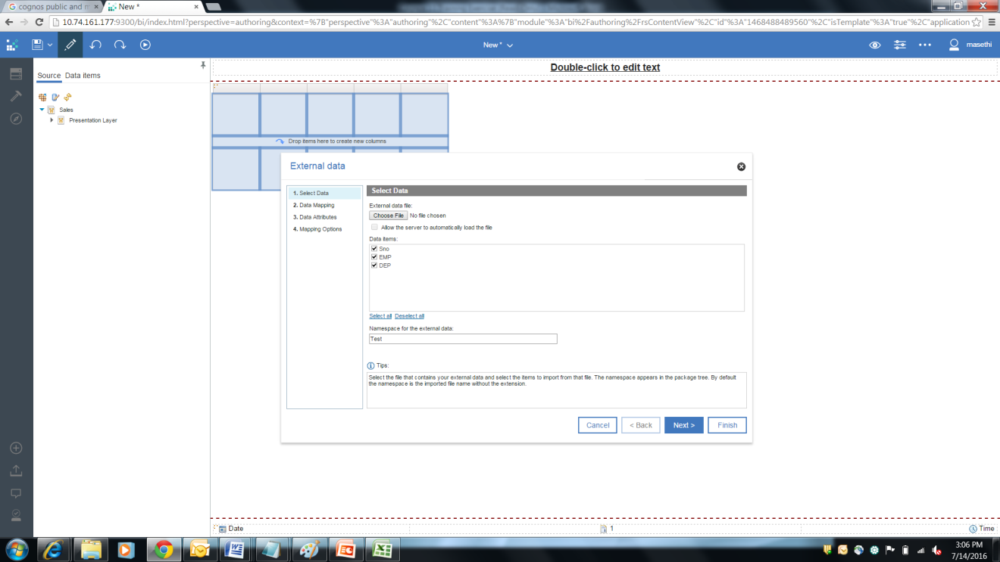 cognos public and m
New *
10.74.161.177:9300/bi/index.html?perspective=authoring&context=%7B"perspective"%3A"authoring"%2C"content"%3A%7B"module"%3A"bi%2Fauthoring%2FrsContentView"%2C"id"%3A"1468488489560"%2C"isTemplate"%3A"true"%2C"application
New *
masethi
Source Data items
Double-click to edit text
Sales
Presentation Layer
Drop items here to create new columns
External data
1. Select Data
2. Data Mapping
3. Data Attributes
4. Mapping Options
Select Data
External data file:
Choose File No file chosen
Allow the server to automatically load the file
Data items:
Sno
EMP
DEP
Select all Deselect all
Namespace for the external data:
Test
Tips:
Select the file that contains your external data and select the items to import from that file. The namespace appears in the package tree. By default
the namespace is the imported file name without the extension.
Cancel < Back Next > Finish
Date 1 Time
3:06 PM
7/14/2016